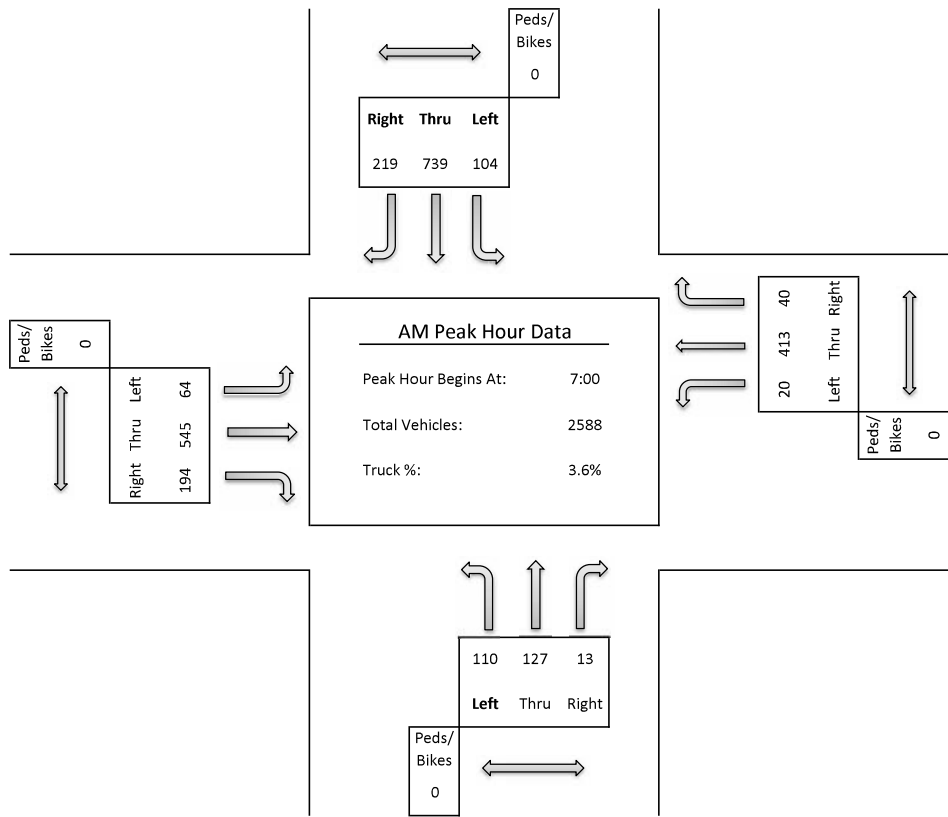 Peds/
Bikes
0
Right Thru Left
219 739 104
40 Right
413 Thru
20 Left
Peds/
Bikes
0
Peds/
Bikes
0
Left 64
Thru 545
Right 194
AM Peak Hour Data
Peak Hour Begins At: 7:00
Total Vehicles: 2588
Truck %: 3.6%
110 127 13
Left Thru Right
Peds/
Bikes
0